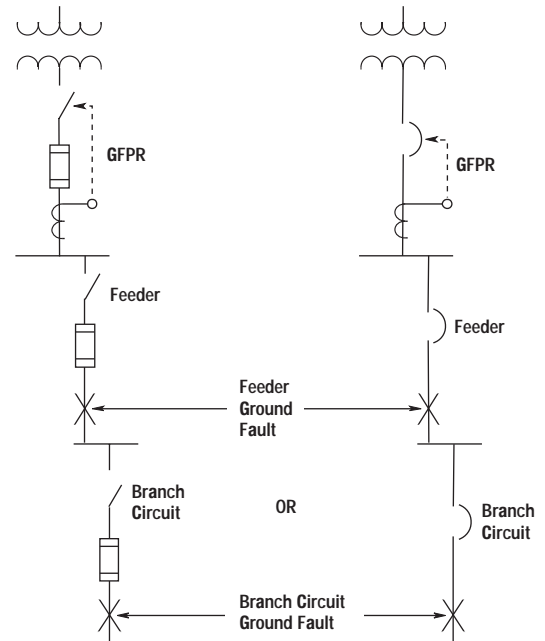 GFPR
GFPR
Feeder
Feeder
Feeder
Ground
Fault
Branch
Circuit
OR
Branch
Circuit
Branch Circuit
Ground Fault